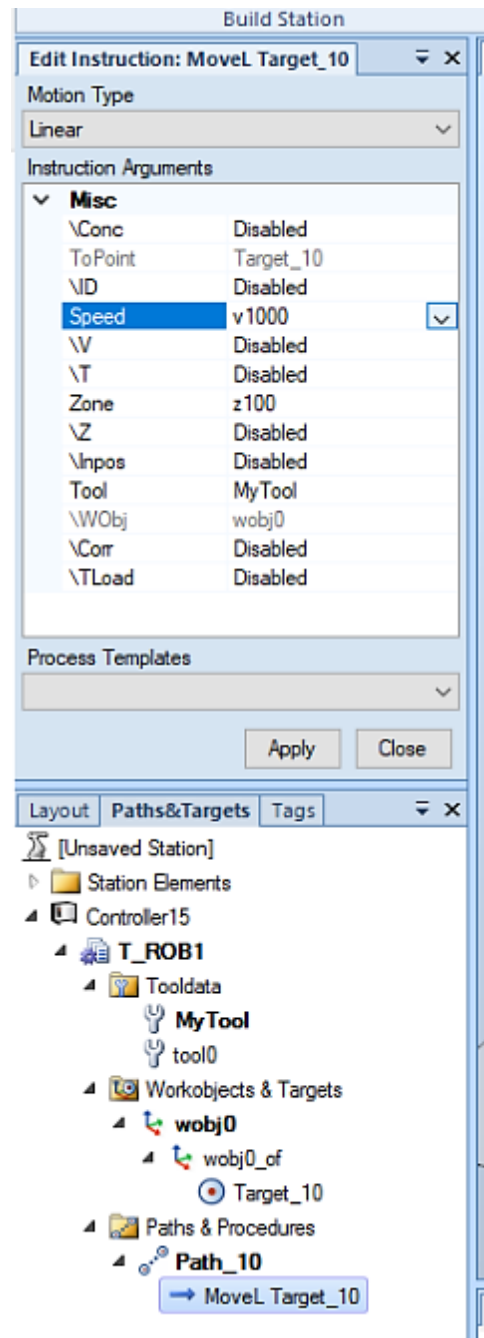 Build Station
Edit Instruction: MoveL Target_10
Motion Type
Linear
Instruction Arguments
Misc
\Conc Disabled
ToPoint Target_10
\ID Disabled
Speed v1000
\V Disabled
\T Disabled
Zone z100
\Z Disabled
\Inpos Disabled
Tool MyTool
\WObj wobj0
\Corr Disabled
\TLoad Disabled
Process Templates
Apply Close
Layout Paths&Targets Tags
[Unsaved Station]
Station Elements
Controller15
T_ROB1
Tooldata
MyTool
tool0
Workobjects & Targets
wobj0
wobj0_of
Target_10
Paths & Procedures
Path_10
MoveL Target_10